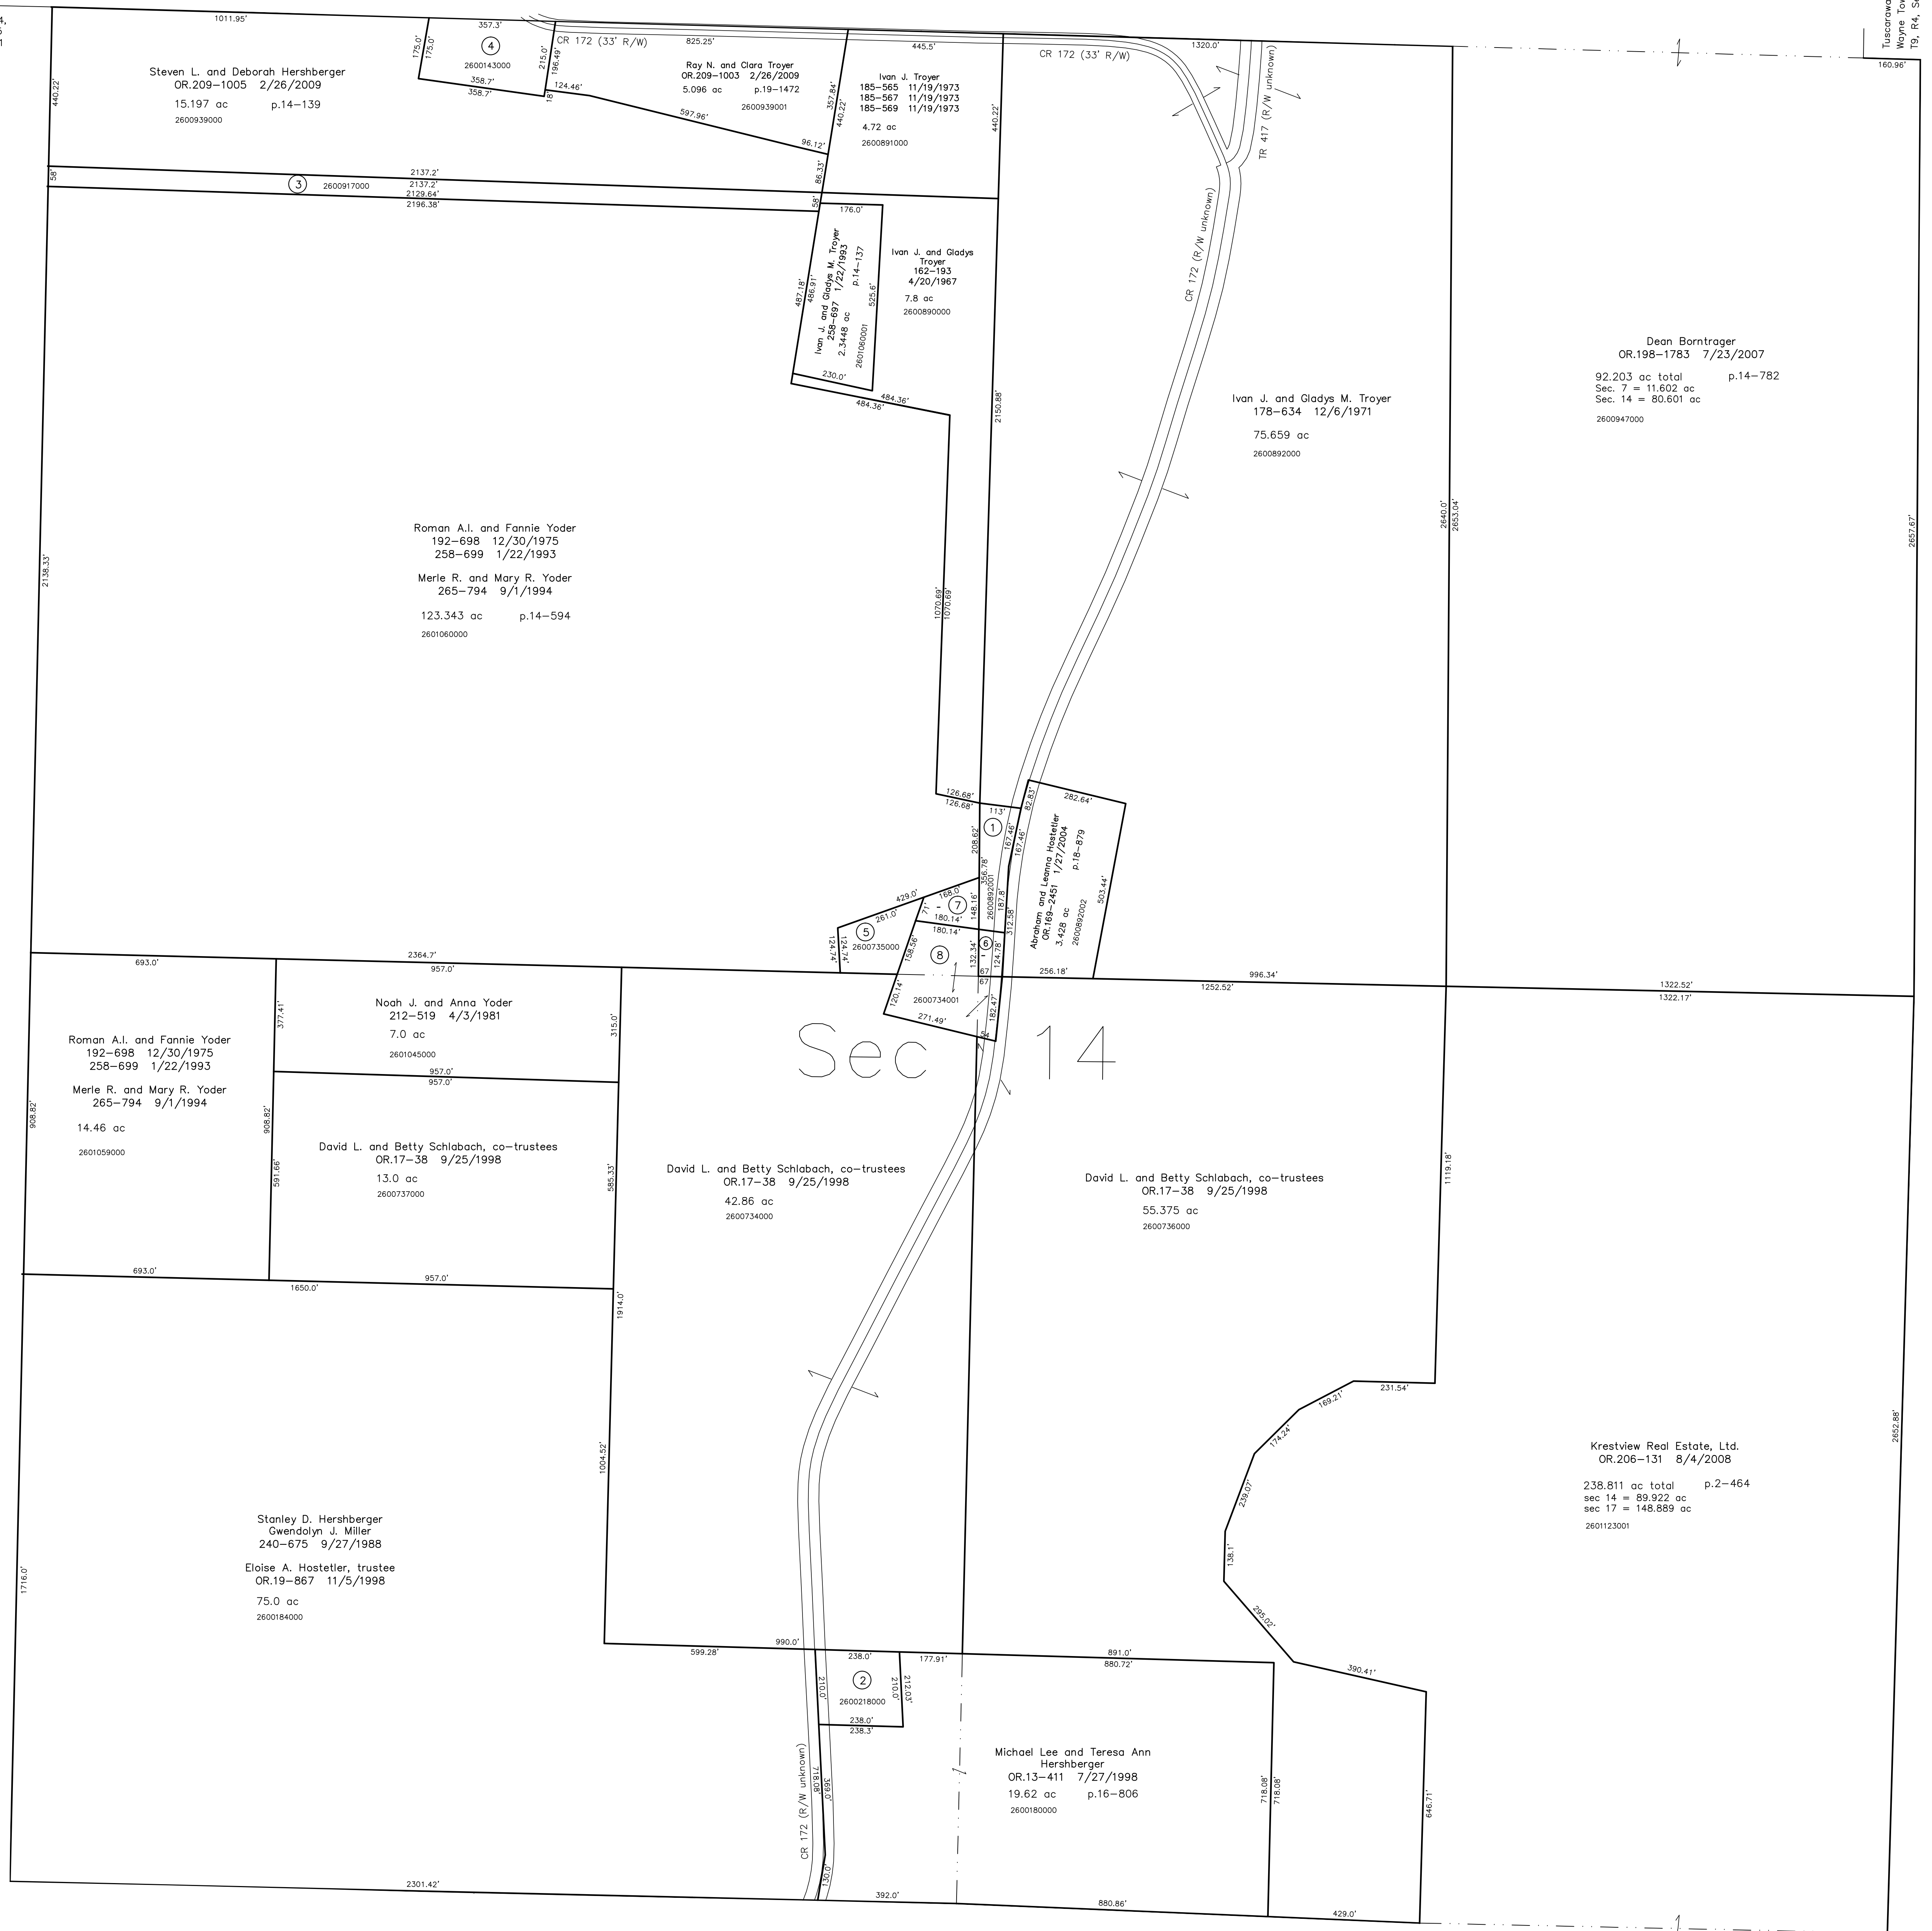 1011.95'
357.3'
175.0'
175.0'
4
2600143000
215.0'
196.49'
358.7'
358.7'
18'
CR 172 (33' R/W)
825.25'
445.5'
CR 172 (33' R/W)
1320.0'
160.96'
Tuscarawa
Wayne Tow
T9, R4, Se
440.22'
Steven L. and Deborah Hershberger
OR.209-1005 2/26/2009
15.197 ac p.14-139
2600939000
124.46'
597.96'
96.12'
Ray N. and Clara Troyer
OR.209-1003 2/26/2009
5.096 ac p.19-1472
2600939001
357.84'
440.22'
86.33'
Ivan J. Troyer
185-565 11/19/1973
185-567 11/19/1973
185-569 11/19/1973
4.72 ac
2600891000
440.22'
TR 417 (R/W unknown)
58'
3
2600917000
2137.2'
2137.2'
2129.64'
2196.38'
58'
176.0'
Ivan J. and Gladys M. Troyer
258-697 1/22/1993
2.3448 ac p.14-137
2601060001
487.18'
486.91'
525.6'
230.0'
484.36'
484.36'
Ivan J. and Gladys
Troyer
162-193
4/20/1967
7.8 ac
2600890000
CR 172 (R/W unknown)
2150.88'
Ivan J. and Gladys M. Troyer
178-634 12/6/1971
75.659 ac
2600892000
2640.0'
2653.04'
Dean Borntrager
OR.198-1783 7/23/2007
92.203 ac total p.14-782
Sec. 7 = 11.602 ac
Sec. 14 = 80.601 ac
2600947000
2657.67'
2138.33'
Roman A.I. and Fannie Yoder
192-698 12/30/1975
258-699 1/22/1993
Merle R. and Mary R. Yoder
265-794 9/1/1994
123.343 ac p.14-594
2601060000
1070.69'
1070.69'
126.68'
126.68'
113'
82.83'
282.64'
1
208.62'
167.46'
167.46'
356.78'
2600892001
187.8'
312.58'
Abraham and Leanna Hostetler
OR.169-2451 1/27/2004
3.428 ac p.18-879
2600892002
503.44'
429.0'
168.0'
261.0'
71'
7
148.16'
180.14'
180.14'
5
2600735000
124.74'
124.74'
158.56'
8
132.34'
6
124.78'
67
67
256.18'
996.34'
1252.52'
1322.52'
1322.17'
120.14'
2600734001
271.49'
182.47'
54
Sec 14
693.0'
2364.7'
957.0'
377.41'
Noah J. and Anna Yoder
212-519 4/3/1981
7.0 ac
2601045000
315.0'
957.0'
957.0'
Roman A.I. and Fannie Yoder
192-698 12/30/1975
258-699 1/22/1993
Merle R. and Mary R. Yoder
265-794 9/1/1994
14.46 ac
2601059000
908.82'
908.82'
591.66'
David L. and Betty Schlabach, co-trustees
OR.17-38 9/25/1998
13.0 ac
2600737000
585.33'
693.0'
957.0'
1650.0'
David L. and Betty Schlabach, co-trustees
OR.17-38 9/25/1998
42.86 ac
2600734000
1914.0'
1004.52'
David L. and Betty Schlabach, co-trustees
OR.17-38 9/25/1998
55.375 ac
2600736000
1119.18'
231.54'
169.21'
174.24'
239.07'
138.1'
295.02'
390.41'
Krestview Real Estate, Ltd.
OR.206-131 8/4/2008
238.811 ac total p.2-464
sec 14 = 89.922 ac
sec 17 = 148.889 ac
2601123001
2652.88'
1716.0'
Stanley D. Hershberger
Gwendolyn J. Miller
240-675 9/27/1988
Eloise A. Hostetler, trustee
OR.19-867 11/5/1998
75.0 ac
2600184000
599.28'
990.0'
238.0'
177.91'
891.0'
880.72'
2
2600218000
210.0'
210.0'
212.03'
238.0'
238.3'
CR 172 (R/W unknown)
718.08'
369.0'
130.0'
Michael Lee and Teresa Ann
Hershberger
OR.13-411 7/27/1998
19.62 ac p.16-806
2600180000
718.08'
718.08'
646.71'
2301.42'
392.0'
880.86'
429.0'